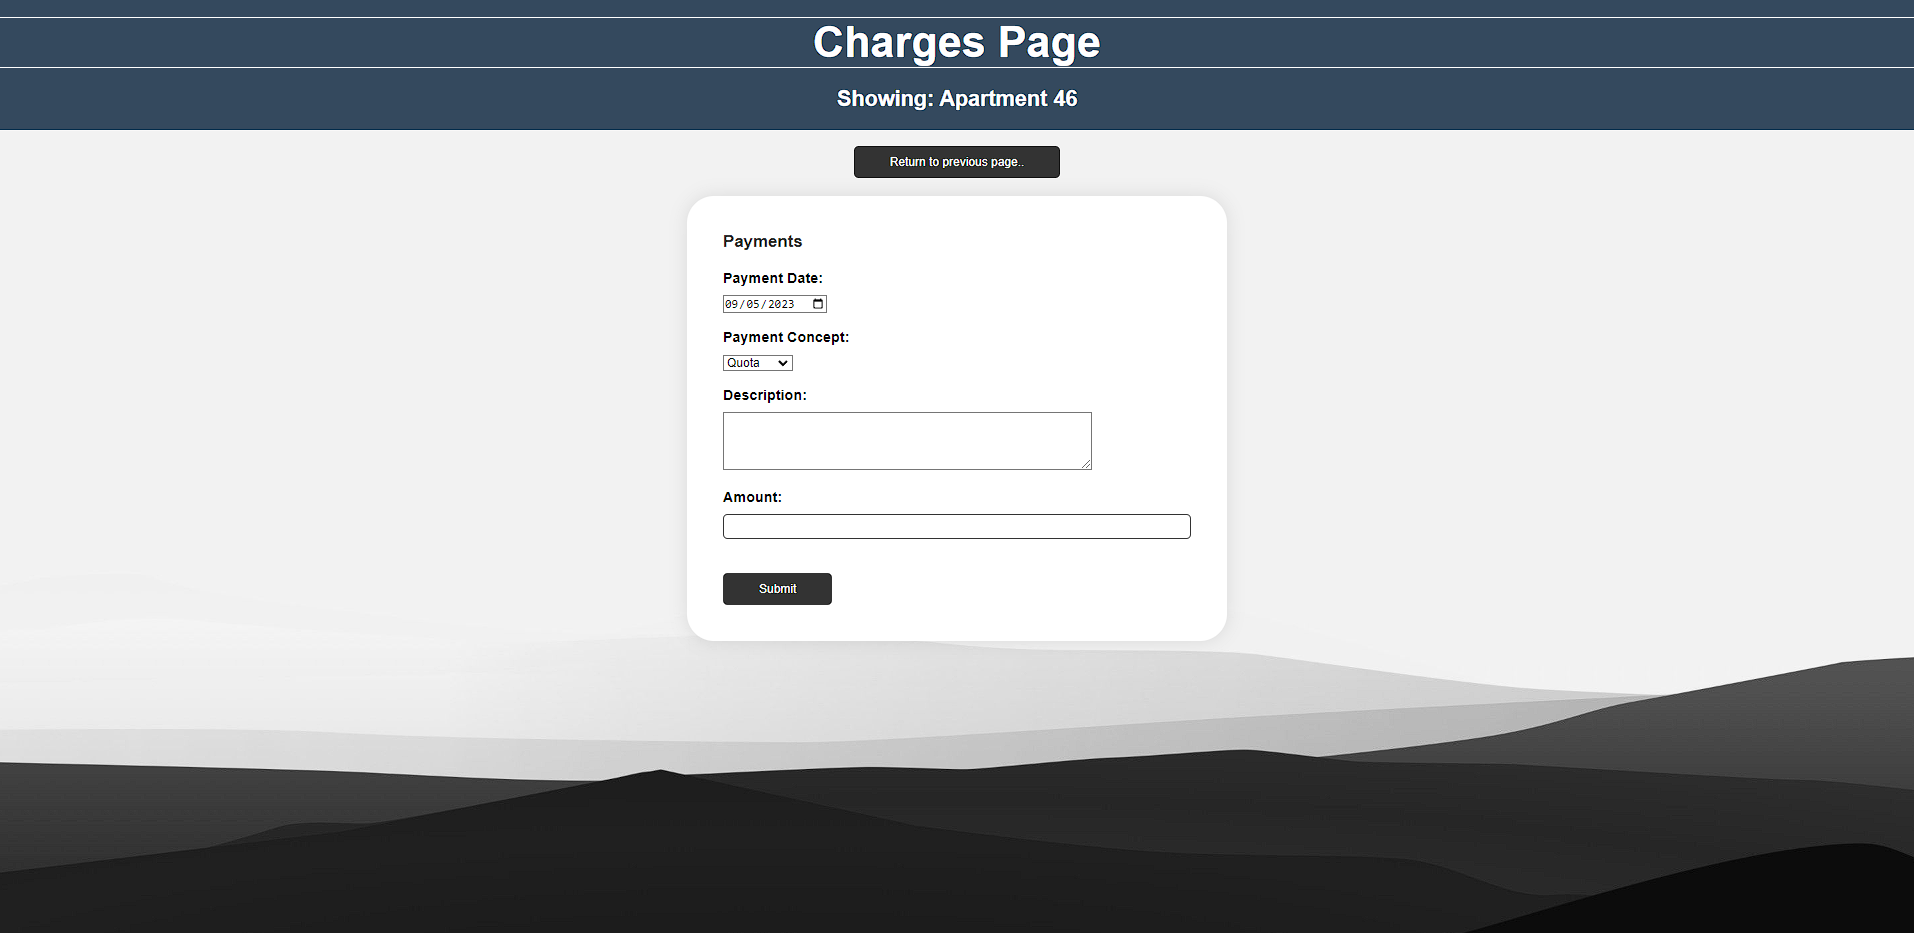 Charges Page
Showing: Apartment 46
Return to previous page..
Payments
Payment Date:
09/05/2023
Payment Concept:
Quota
Description:
Amount:
Submit